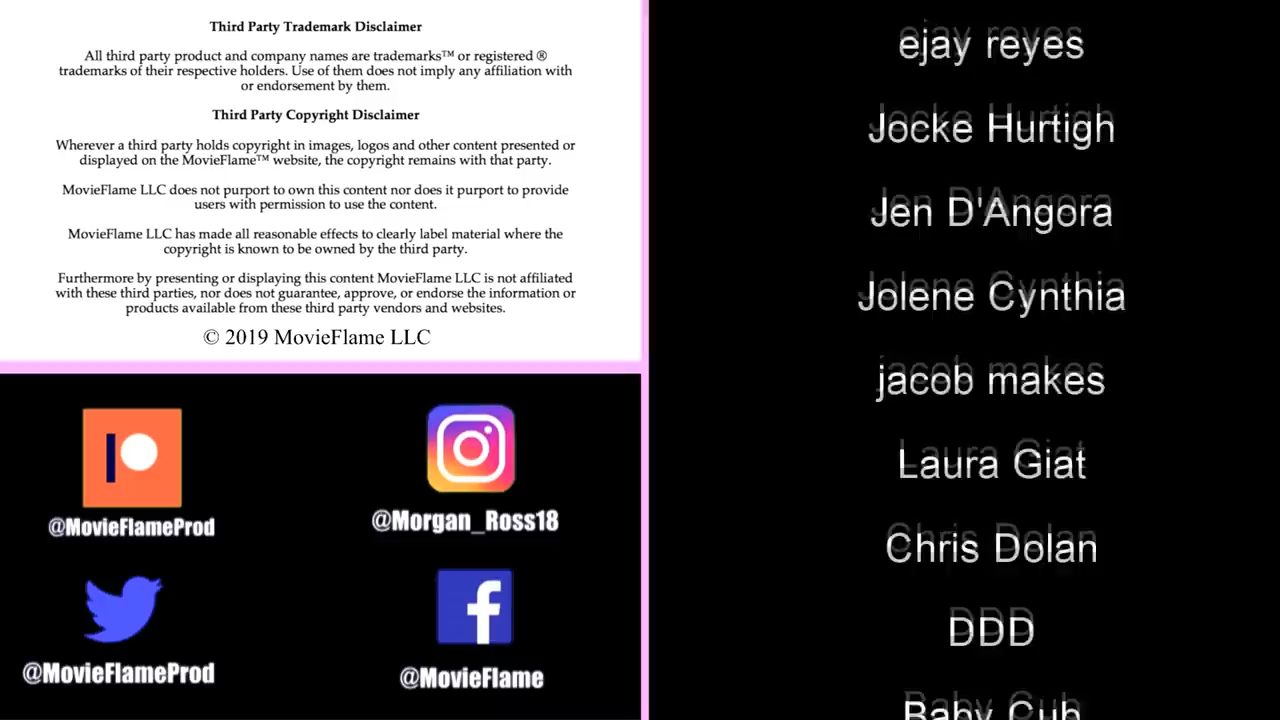 Third Party Trademark Disclaimer
All third party product and company names are trademarks™ or registered ®
trademarks of their respective holders. Use of them does not imply any affiliation with
or endorsement by them.
Third Party Copyright Disclaimer
Wherever a third party holds copyright in images, logos and other content presented or
displayed on the MovieFlame™ website, the copyright remains with that party.
MovieFlame LLC does not purport to own this content nor does it purport to provide
users with permission to use the content.
MovieFlame LLC has made all reasonable effects to clearly label material where the
copyright is known to be owned by the third party.
Furthermore by presenting or displaying this content MovieFlame LLC is not affiliated
with these third parties, nor does not guarantee, approve, or endorse the information or
products available from these third party vendors and websites.
© 2019 MovieFlame LLC
@MovieFlameProd
@Morgan_Ross18
@MovieFlameProd
@MovieFlame
ejay reyes
Jocke Hurtigh
Jen D'Angora
Jolene Cynthia
jacob makes
Laura Giat
Chris Dolan
DDD
Baby Cub